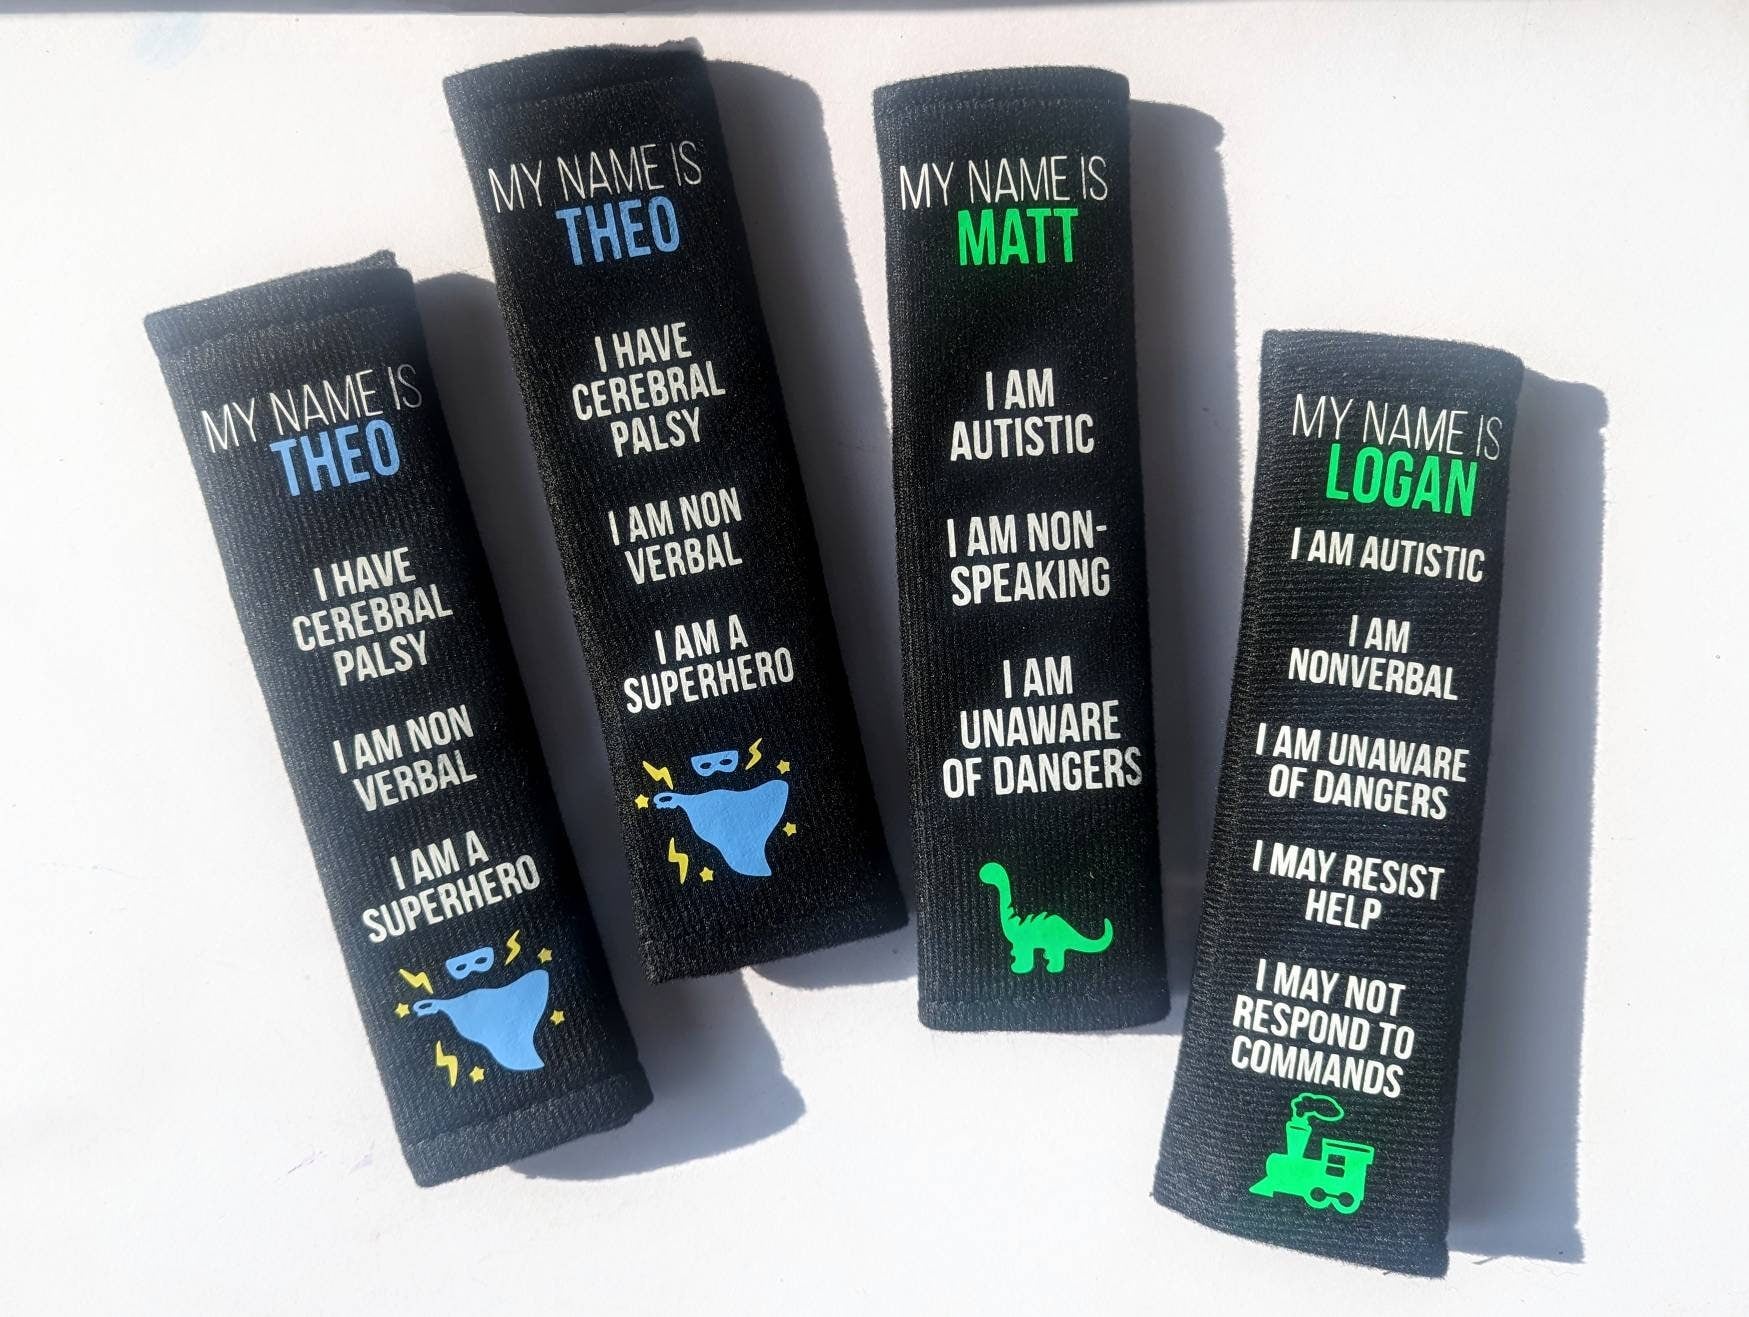 MY NAME IS
THEO
I HAVE
CEREBRAL
PALSY
I AM NON
VERBAL
I AM A
SUPERHERO
MY NAME IS
THEO
I HAVE
CEREBRAL
PALSY
I AM NON
VERBAL
I AM A
SUPERHERO
MY NAME IS
MATT
I AM
AUTISTIC
I AM NON-
SPEAKING
I AM
UNAWARE
OF DANGERS
MY NAME IS
LOGAN
I AM AUTISTIC
I AM
NONVERBAL
I AM UNAWARE
OF DANGERS
I MAY RESIST
HELP
I MAY NOT
RESPOND TO
COMMANDS